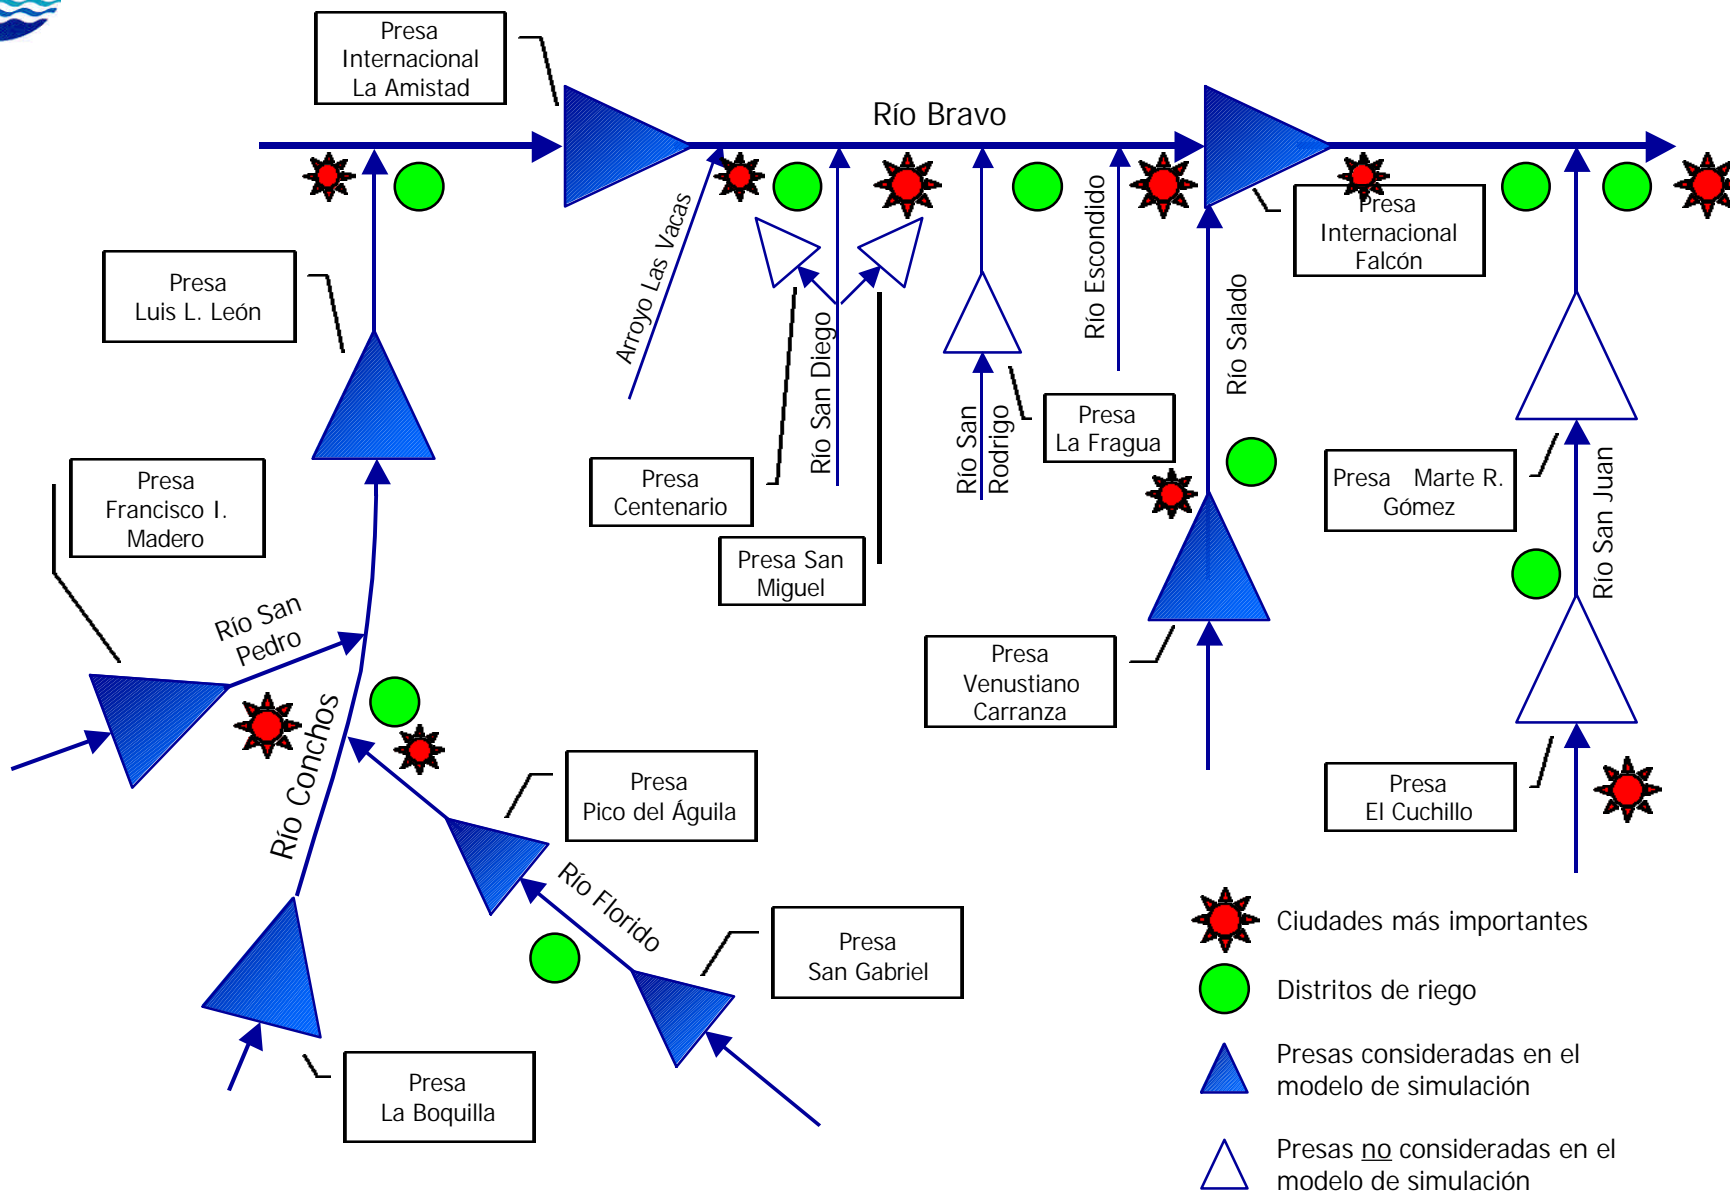 Presa
Internacional
La Amistad
Río Bravo
Presa
Internacional
Falcón
Presa
Luis L. León
Arroyo Las Vacas
Río San Diego
Río San
Rodrigo
Río Escondido
Río Salado
Presa
La Fragua
Presa Marte R.
Gómez
Río San Juan
Presa
Francisco I.
Madero
Presa
Centenario
Presa San
Miguel
Río San
Pedro
Presa
Venustiano
Carranza
Río Conchos
Presa
Pico del Águila
Presa
El Cuchillo
Río Florido
Presa
San Gabriel
Presa
La Boquilla
Ciudades más importantes
Distritos de riego
Presas consideradas en el
modelo de simulación
Presas no consideradas en el
modelo de simulación